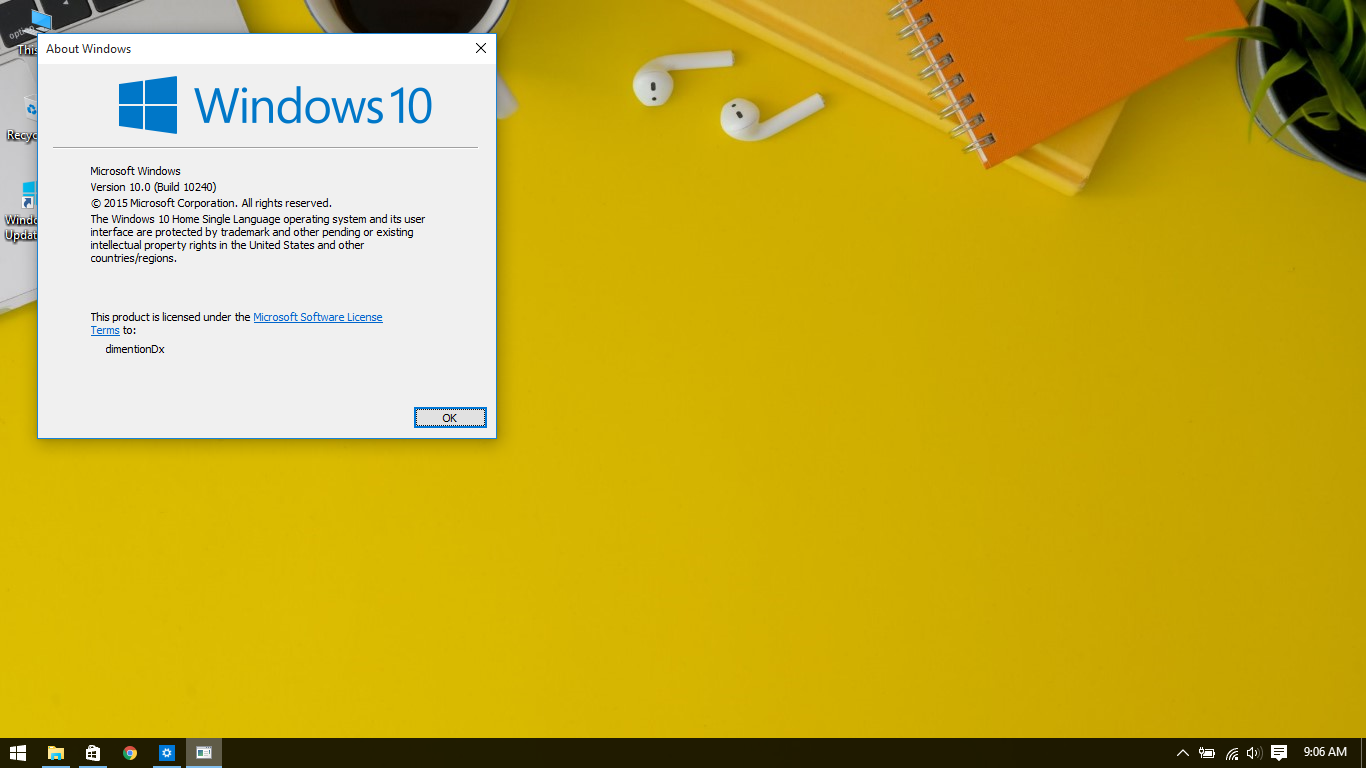 option
This
Recyc
Windo
Updat
About Windows
Windows 10
Microsoft Windows
Version 10.0 (Build 10240)
© 2015 Microsoft Corporation. All rights reserved.
The Windows 10 Home Single Language operating system and its user
interface are protected by trademark and other pending or existing
intellectual property rights in the United States and other
countries/regions.
This product is licensed under the Microsoft Software License
Terms to:
dimentionDx
OK
9:06 AM